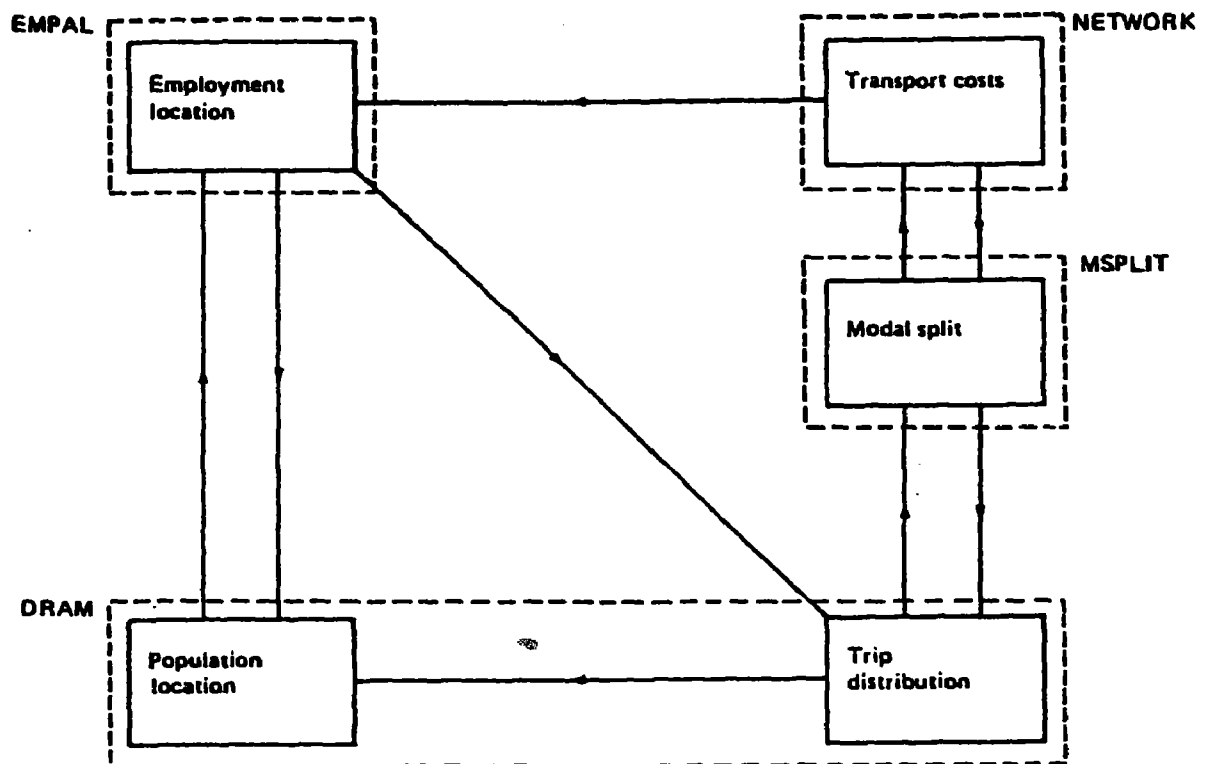 EMPAL
Employment
location
Transport costs
NETWORK
MSPLIT
Modal split
DRAM
Population
location
Trip
distribution